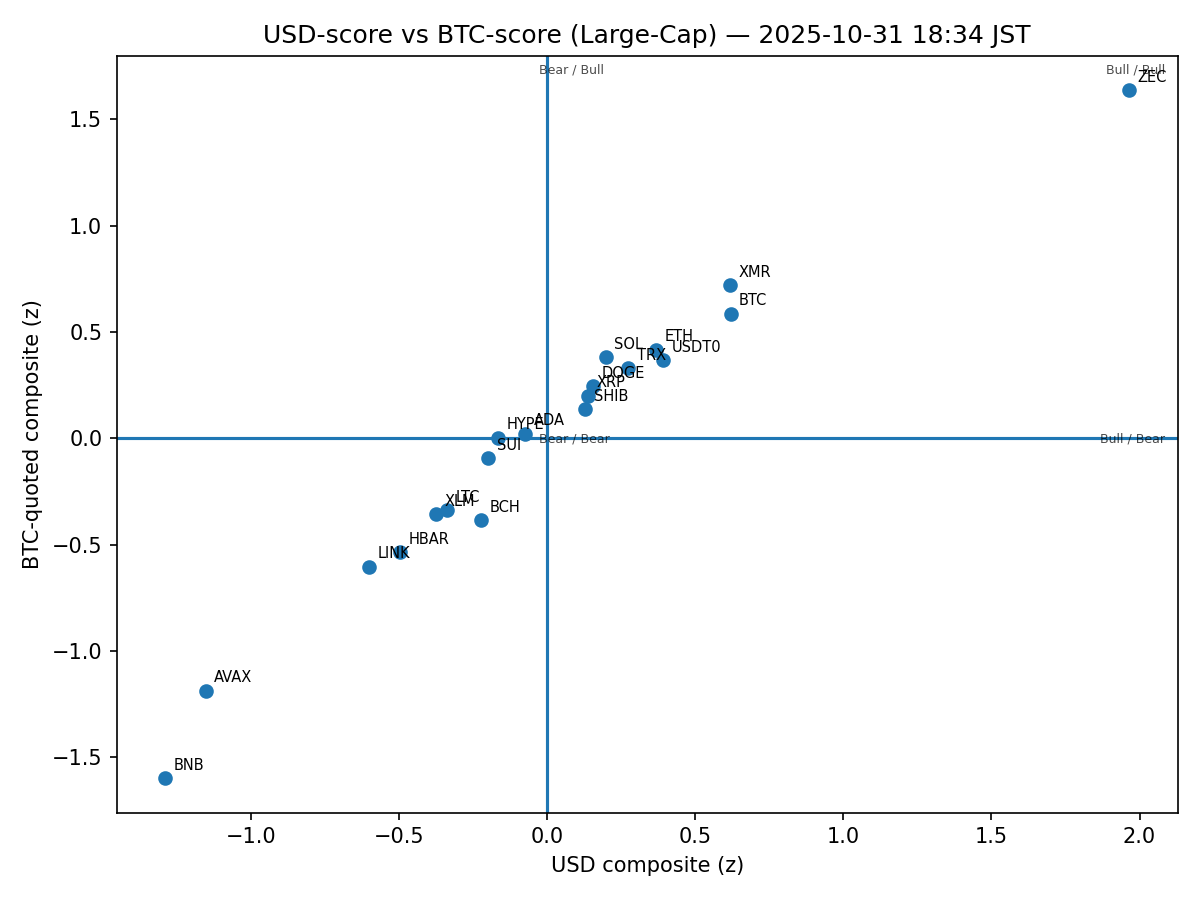 USD-score vs BTC-score (Large-Cap) — 2025-10-31 18:34 JST
Bear / Bull
Bull / Bull
ZEC
1.5
1.0
XMR
BTC
0.5
ETH
SOL
USDT0
TRX
DOGE
XRP
SHIB
HYPE
ADA
0.0
Bear / Bear
Bull / Bear
SUI
LTC
XLM
BCH
−0.5
HBAR
LINK
−1.0
AVAX
−1.5
BNB
−1.0
−0.5
0.0
0.5
1.0
1.5
2.0
USD composite (z)
BTC-quoted composite (z)